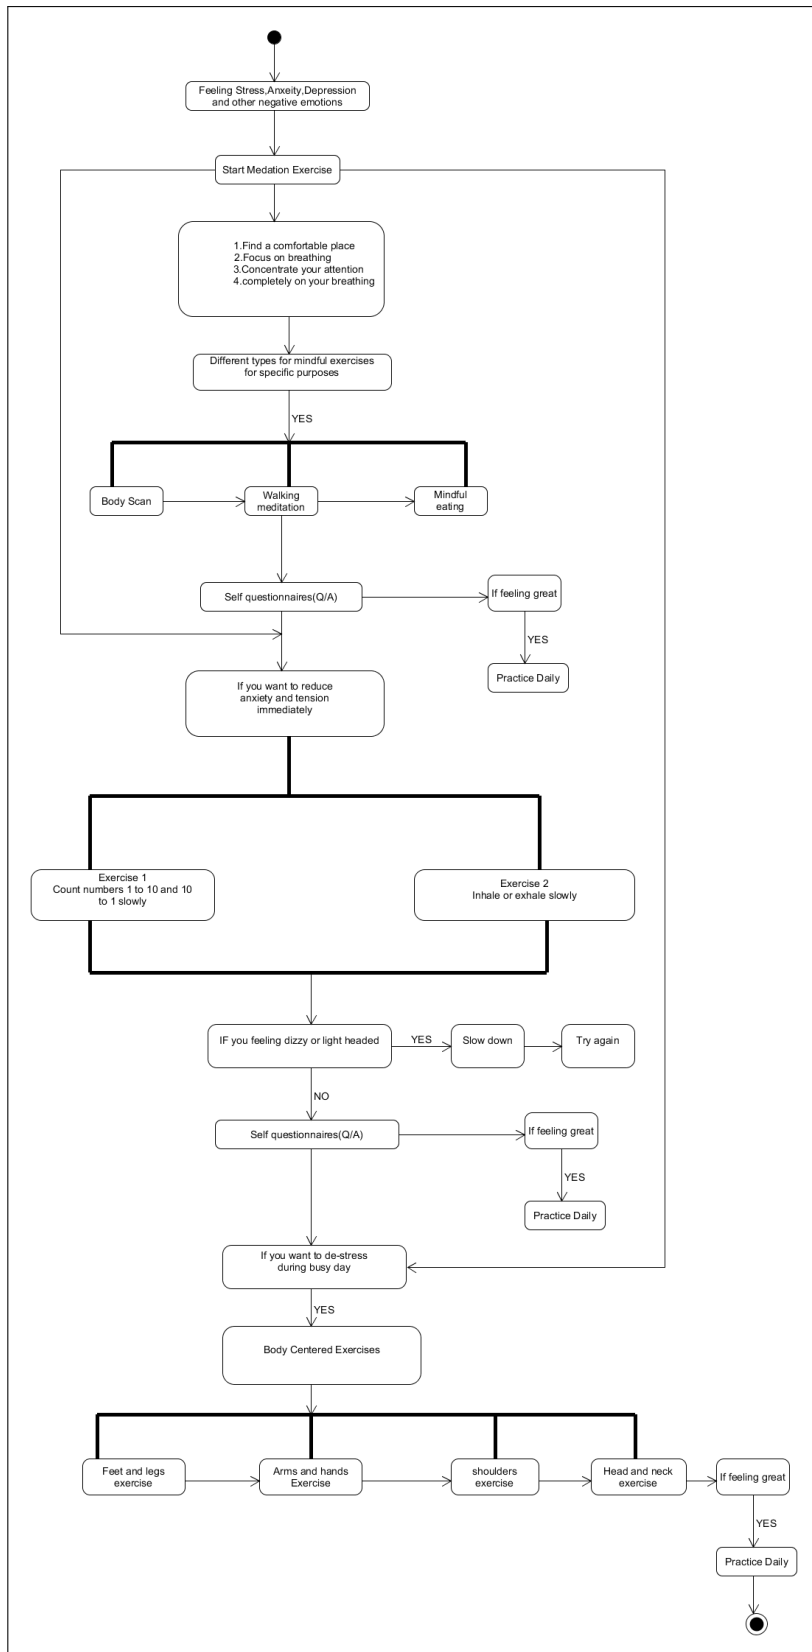 Feeling Stress,Anxeity,Depression
and other negative emotions
Start Medation Exercise
1.Find a comfortable place
2.Focus on breathing
3.Concentrate your attention
4.completely on your breathing
Different types for mindful exercises
for specific purposes
YES
Body Scan
Walking
meditation
Mindful
eating
Self questionnaires(Q/A)
If feeling great
YES
Practice Daily
If you want to reduce
anxiety and tension
immediately
Exercise 1
Count numbers 1 to 10 and 10
to 1 slowly
Exercise 2
Inhale or exhale slowly
IF you feeling dizzy or light headed
YES
Slow down
Try again
NO
Self questionnaires(Q/A)
If feeling great
YES
Practice Daily
If you want to de-stress
during busy day
YES
Body Centered Exercises
Feet and legs
exercise
Arms and hands
Exercise
shoulders
exercise
Head and neck
exercise
If feeling great
YES
Practice Daily